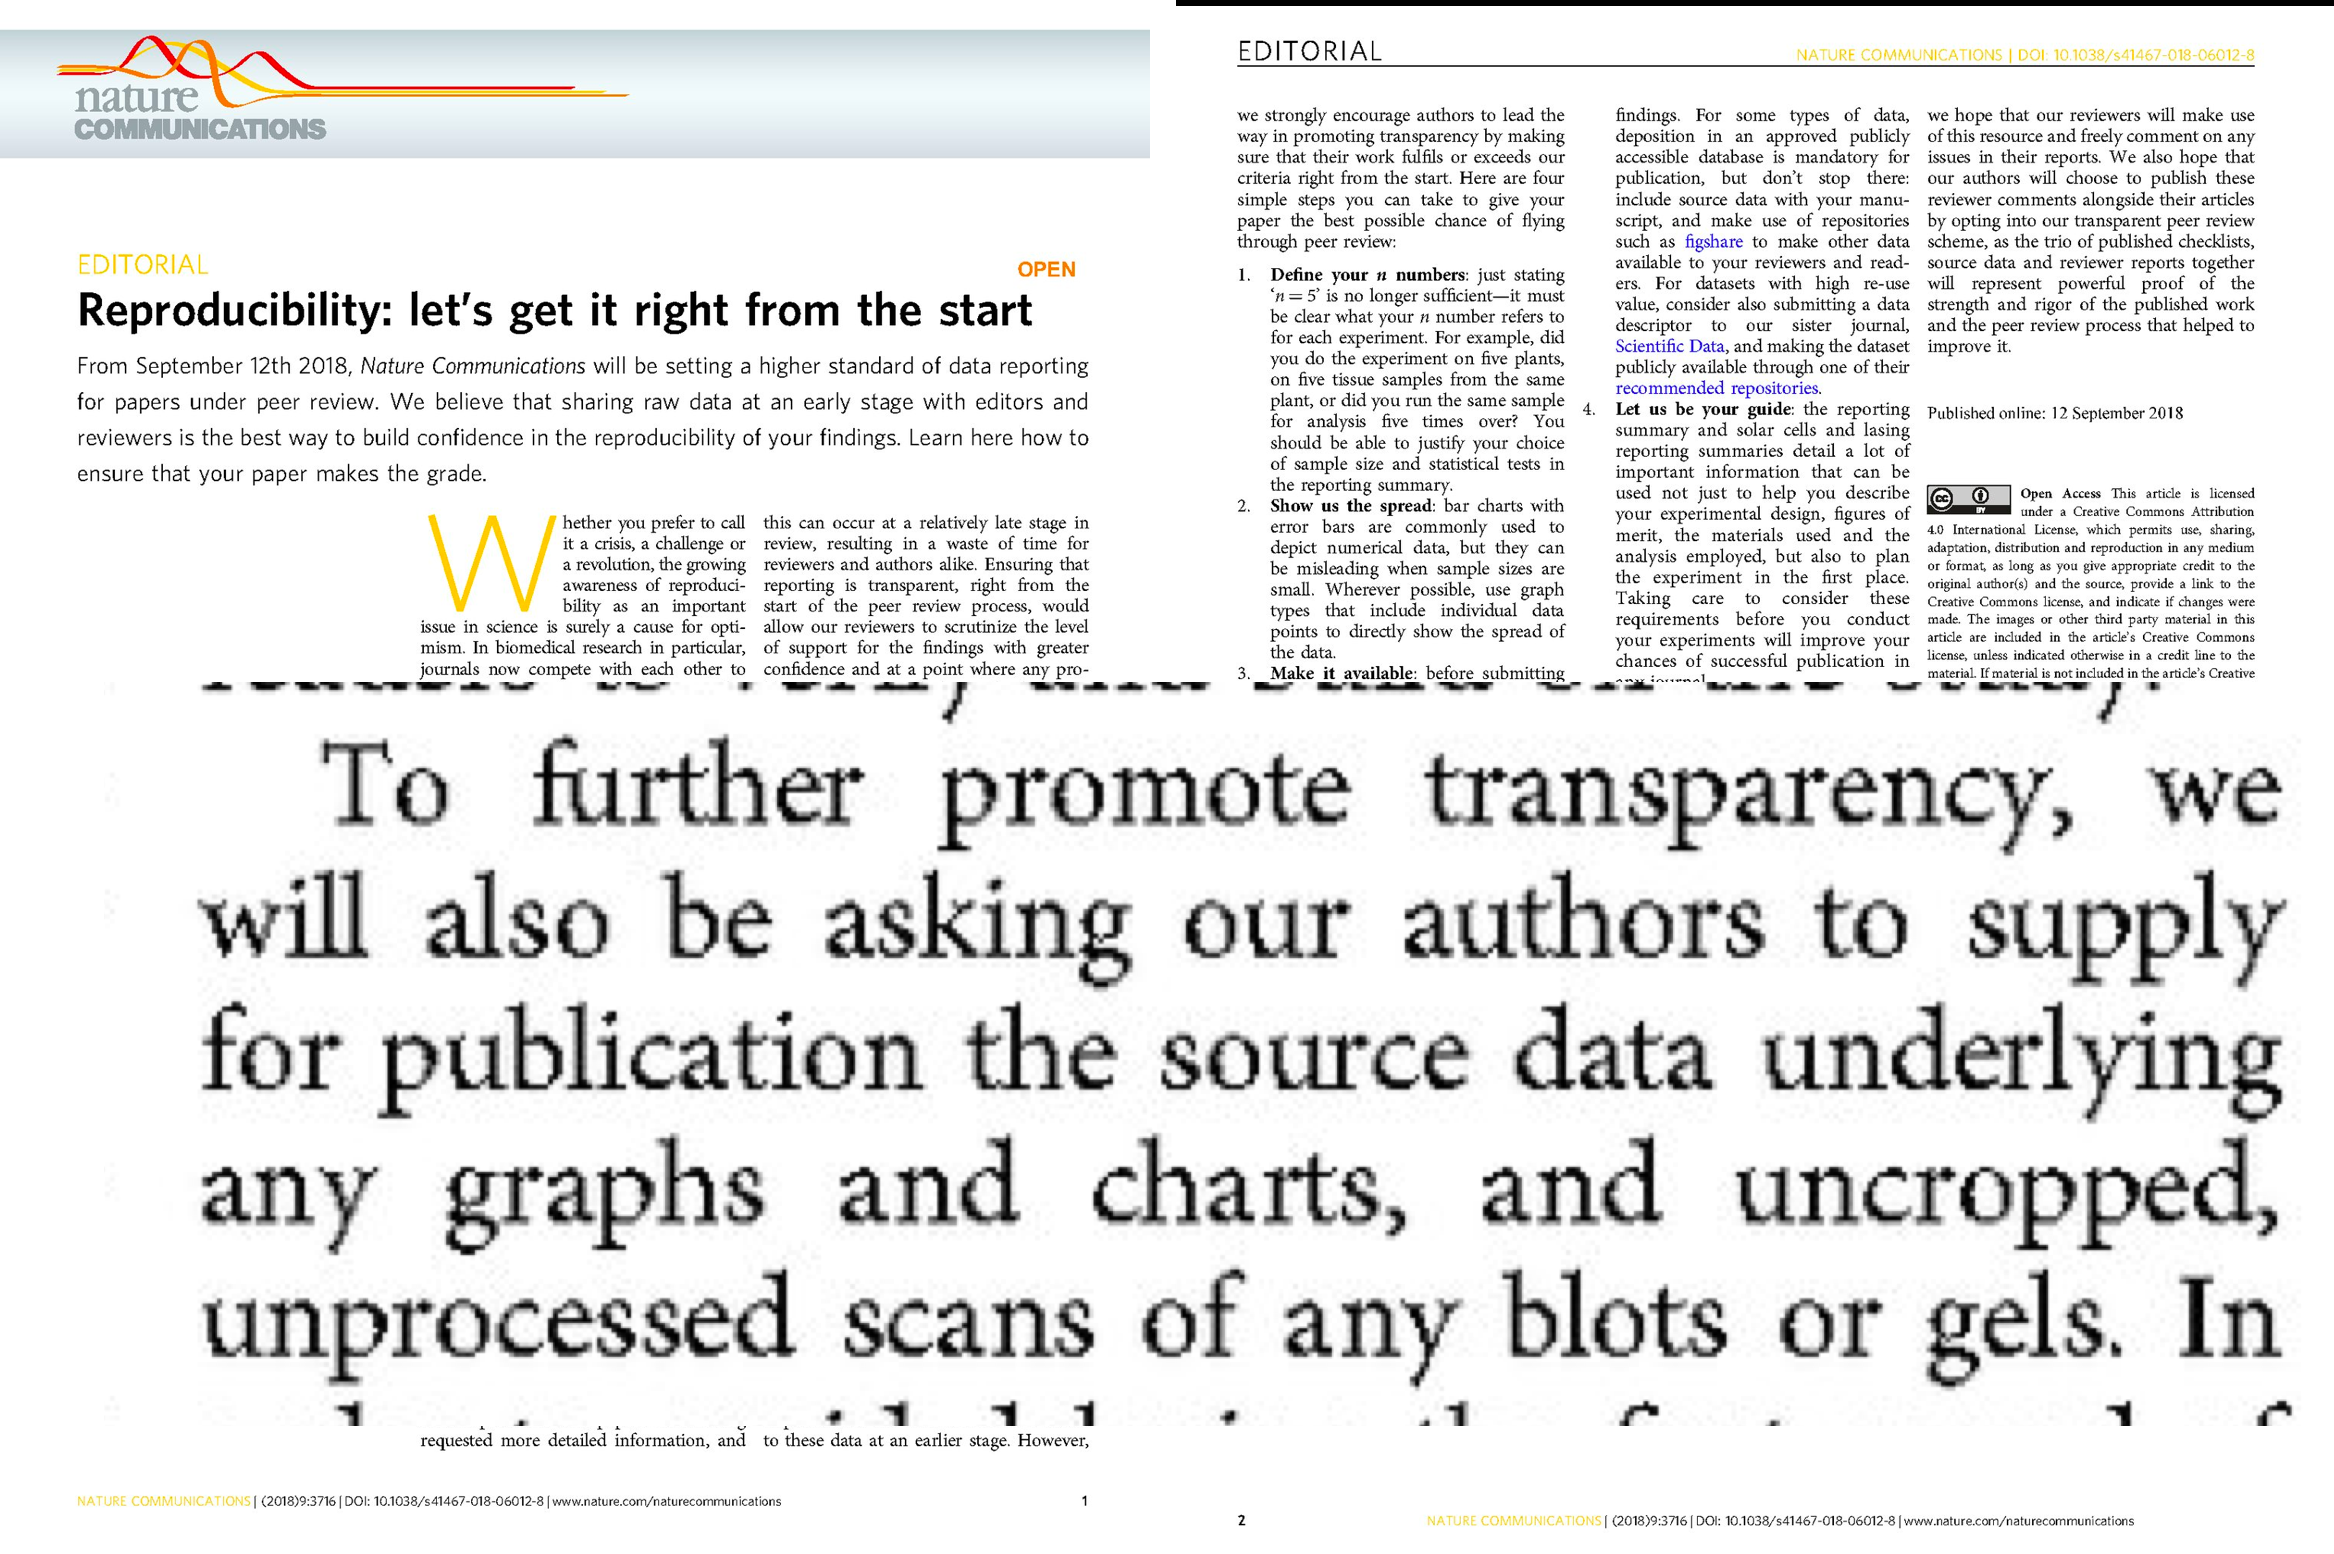 nature
COMMUNICATIONS
EDITORIAL
OPEN
Reproducibility: let's get it right from the start
From September 12th 2018, Nature Communications will be setting a higher standard of data reporting
for papers under peer review. We believe that sharing raw data at an early stage with editors and
reviewers is the best way to build confidence in the reproducibility of your findings. Learn here how to
ensure that your paper makes the grade.
Whether you prefer to call
it a crisis, a challenge or
a revolution, the growing
awareness of reproduci-
bility as an important
issue in science is surely a cause for opti-
mism. In biomedical research in particular,
journals now compete with each other to
this can occur at a relatively late stage in
review, resulting in a waste of time for
reviewers and authors alike. Ensuring that
reporting is transparent, right from the
start of the peer review process, would
allow our reviewers to scrutinize the level
of support for the findings with greater
confidence and at a point where any pro-
EDITORIAL
NATURE COMMUNICATIONS | DOI: 10.1038/s41467-018-06012-8
we strongly encourage authors to lead the
way in promoting transparency by making
sure that their work fulfils or exceeds our
criteria right from the start. Here are four
simple steps you can take to give your
paper the best possible chance of flying
through peer review:
1. Define your n numbers: just stating
'n = 5' is no longer sufficient—it must
be clear what your n number refers to
for each experiment. For example, did
you do the experiment on five plants,
on five tissue samples from the same
plant, or did you run the same sample
for analysis five times over? You
should be able to justify your choice
of sample size and statistical tests in
the reporting summary.
2. Show us the spread: bar charts with
error bars are commonly used to
depict numerical data, but they can
be misleading when sample sizes are
small. Wherever possible, use graph
types that include individual data
points to directly show the spread of
the data.
3. Make it available: before submitting
findings. For some types of data,
deposition in an approved publicly
accessible database is mandatory for
publication, but don't stop there:
include source data with your manu-
script, and make use of repositories
such as figshare to make other data
available to your reviewers and read-
ers. For datasets with high re-use
value, consider also submitting a data
descriptor to our sister journal,
Scientific Data, and making the dataset
publicly available through one of their
recommended repositories.
4. Let us be your guide: the reporting
summary and solar cells and lasing
reporting summaries detail a lot of
important information that can be
used not just to help you describe
your experimental design, figures of
merit, the materials used and the
analysis employed, but also to plan
the experiment in the first place.
Taking care to consider these
requirements before you conduct
your experiments will improve your
chances of successful publication in
any journal
we hope that our reviewers will make use
of this resource and freely comment on any
issues in their reports. We also hope that
our authors will choose to publish these
reviewer comments alongside their articles
by opting into our transparent peer review
scheme, as the trio of published checklists,
source data and reviewer reports together
will represent powerful proof of the
strength and rigor of the published work
and the peer review process that helped to
improve it.
Published online: 12 September 2018
cc BY
Open Access This article is licensed
under a Creative Commons Attribution
4.0 International License, which permits use, sharing,
adaptation, distribution and reproduction in any medium
or format, as long as you give appropriate credit to the
original author(s) and the source, provide a link to the
Creative Commons license, and indicate if changes were
made. The images or other third party material in this
article are included in the article's Creative Commons
license, unless indicated otherwise in a credit line to the
material. If material is not included in the article's Creative
To further promote transparency, we
will also be asking our authors to supply
for publication the source data underlying
any graphs and charts, and uncropped,
unprocessed scans of any blots or gels. In
requested more detailed information, and
to these data at an earlier stage. However,
NATURE COMMUNICATIONS | (2018)9:3716 | DOI: 10.1038/s41467-018-06012-8 | www.nature.com/naturecommunications
1
2
NATURE COMMUNICATIONS | (2018)9:3716 | DOI: 10.1038/s41467-018-06012-8 | www.nature.com/naturecommunications